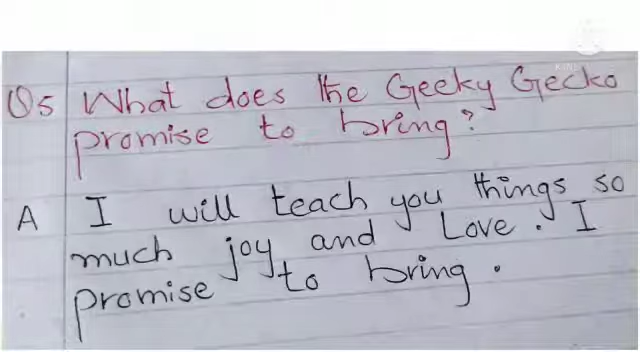 Q5 What does the Geeky Gecko
promise to bring?
A I will teach you things so
much joy and Love. I
promise to bring.